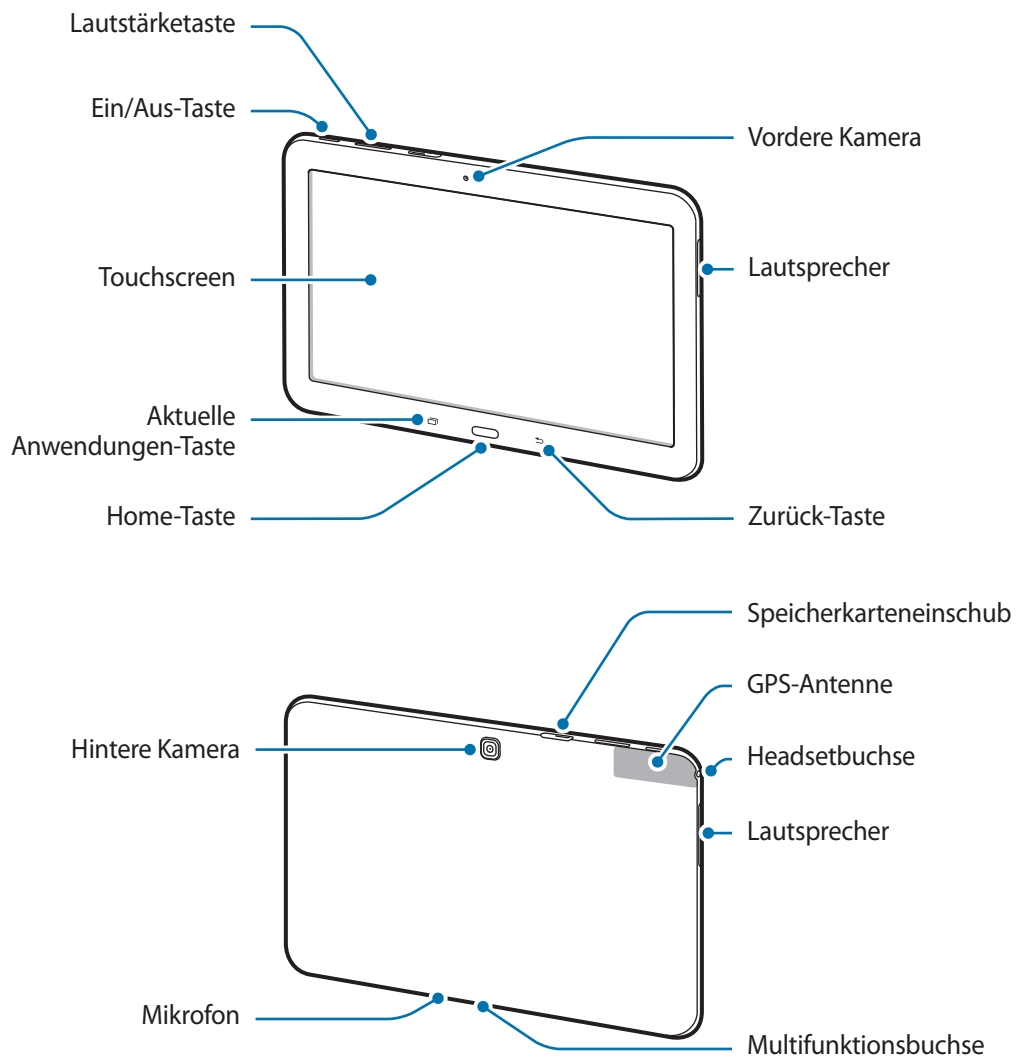 Lautstärketaste
Ein/Aus-Taste
Vordere Kamera
Touchscreen
Lautsprecher
Aktuelle
Anwendungen-Taste
Home-Taste
Zurück-Taste
Speicherkarteneinschub
GPS-Antenne
Hintere Kamera
Headsetbuchse
Lautsprecher
Mikrofon
Multifunktionsbuchse